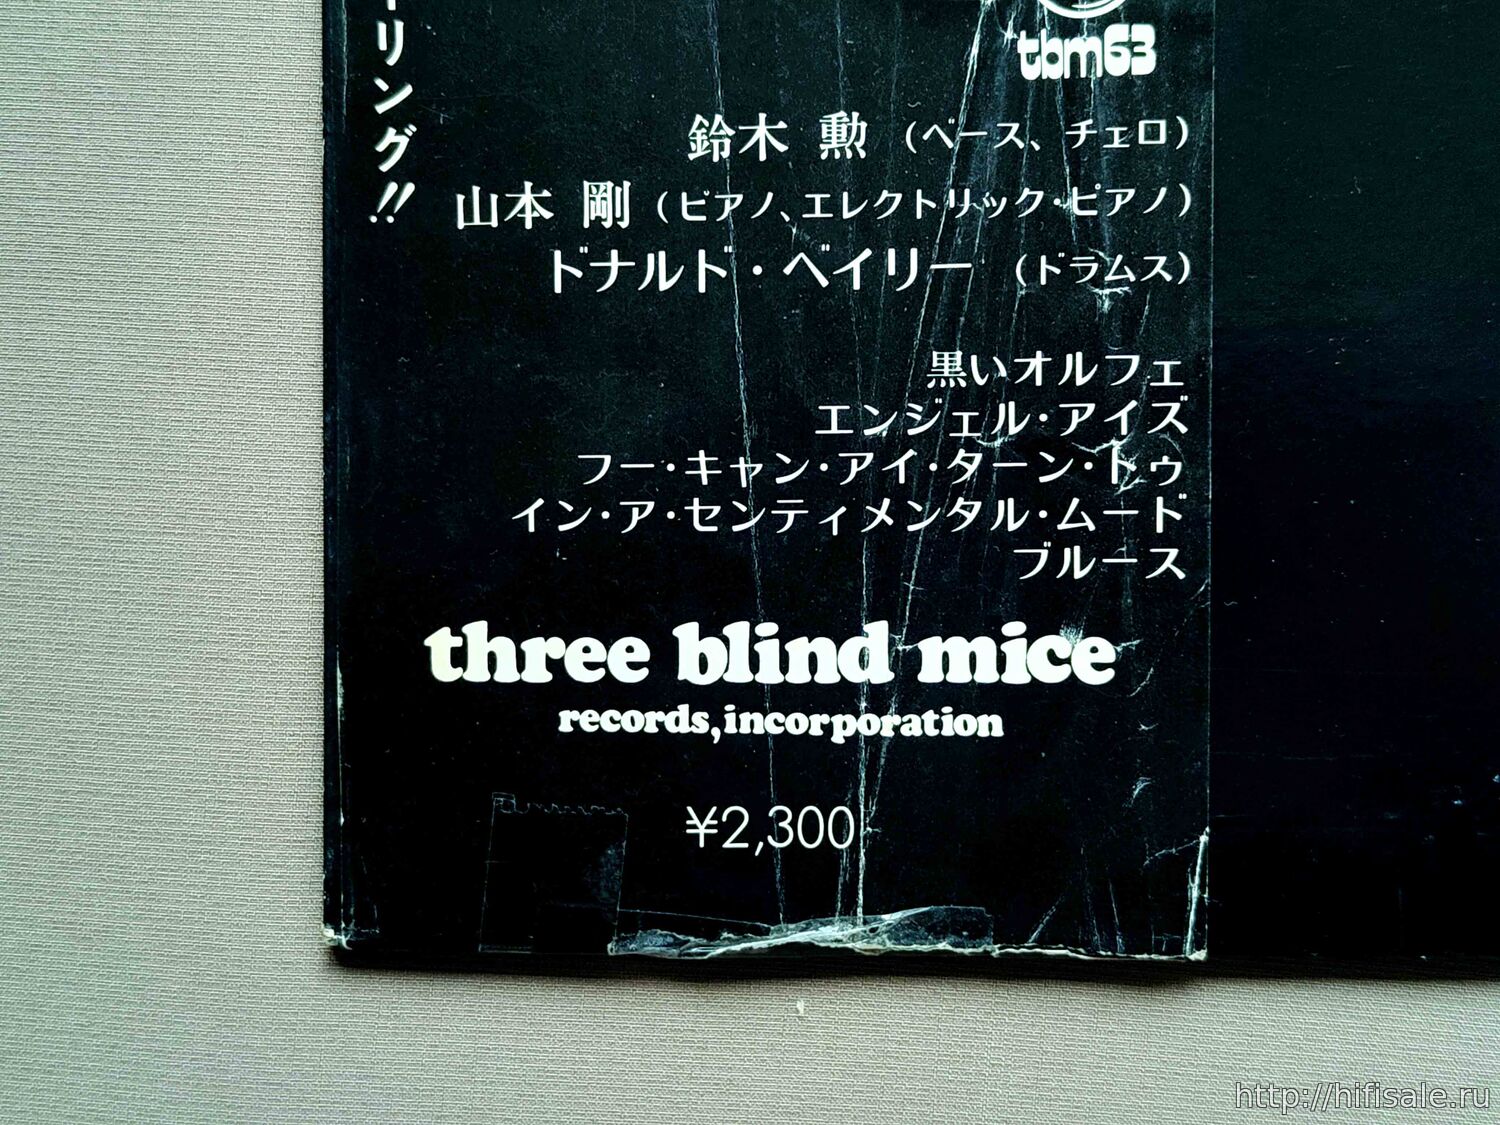 ーリング!!
tbm63
鈴木 勲 (ベース、チェロ)
山本 剛 (ピアノ、エレクトリック・ピアノ)
ドナルド・ベイリー (ドラムス)
黒いオルフェ
エンジェル・アイズ
フー・キャン・アイ・ターン・トゥ
イン・ア・センティメンタル・ムード
ブルース
three blind mice
records,incorporation
¥2,300
http://hifisale.ru